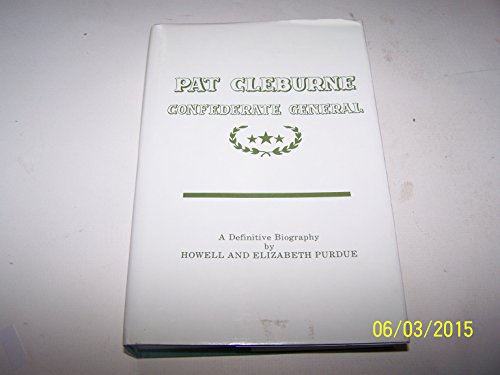 PAT CLEBURNE
CONFEDERATE GENERAL
A Definitive Biography
by
HOWELL AND ELIZABETH PURDUE
06/03/2015